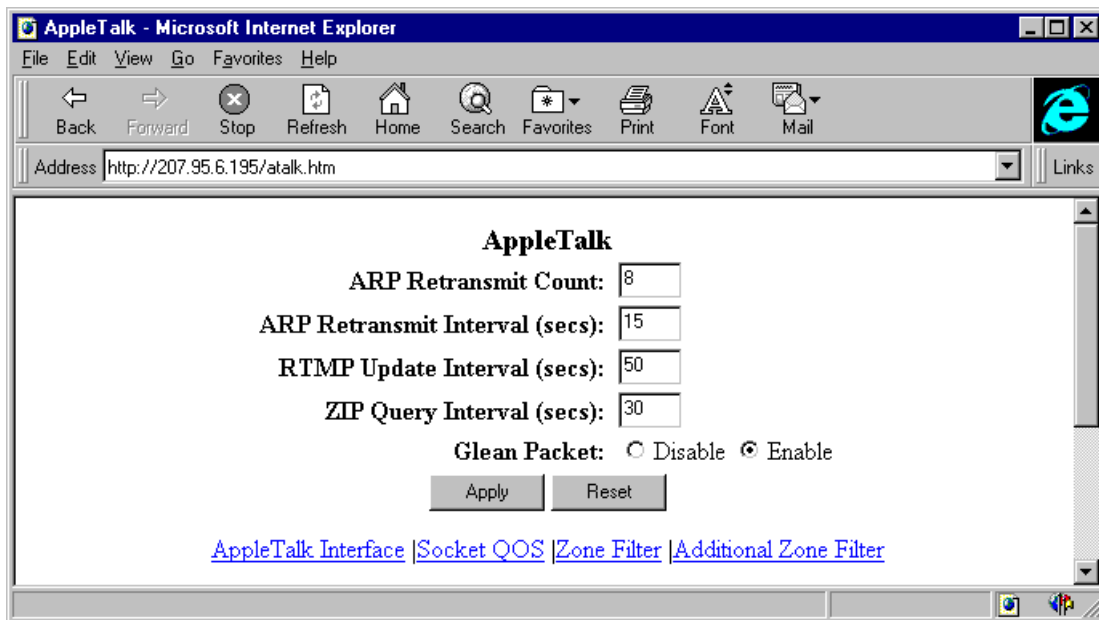 AppleTalk - Microsoft Internet Explorer
File Edit View Go Favorites Help
Back Forward Stop Refresh Home Search Favorites Print Font Mail
Address http://207.95.6.195/atalk.htm Links
AppleTalk
ARP Retransmit Count: 8
ARP Retransmit Interval (secs): 15
RTMP Update Interval (secs): 50
ZIP Query Interval (secs): 30
Glean Packet: Disable Enable
Apply Reset
AppleTalk Interface |Socket QOS |Zone Filter |Additional Zone Filter